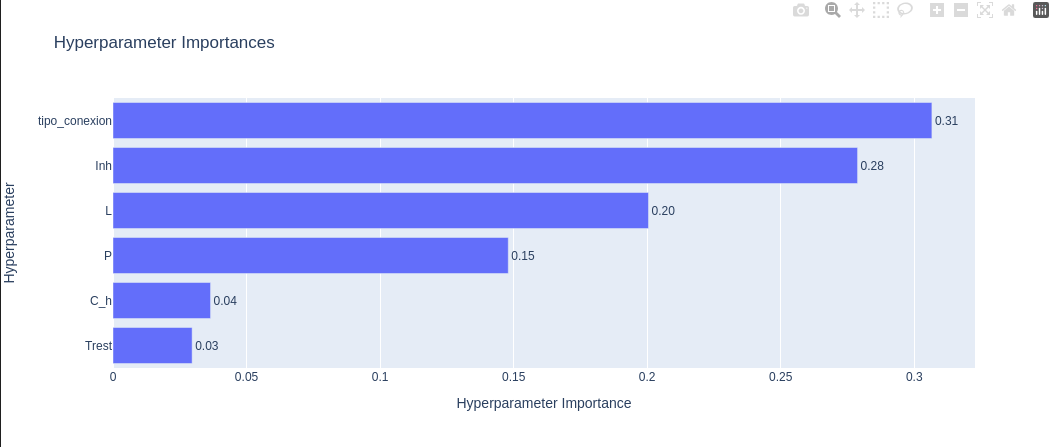 Hyperparameter Importances
tipo_conexion 0.31
Inh 0.28
L 0.20
P 0.15
C_h 0.04
Trest 0.03
0 0.05 0.1 0.15 0.2 0.25 0.3
Hyperparameter Importance
Hyperparameter